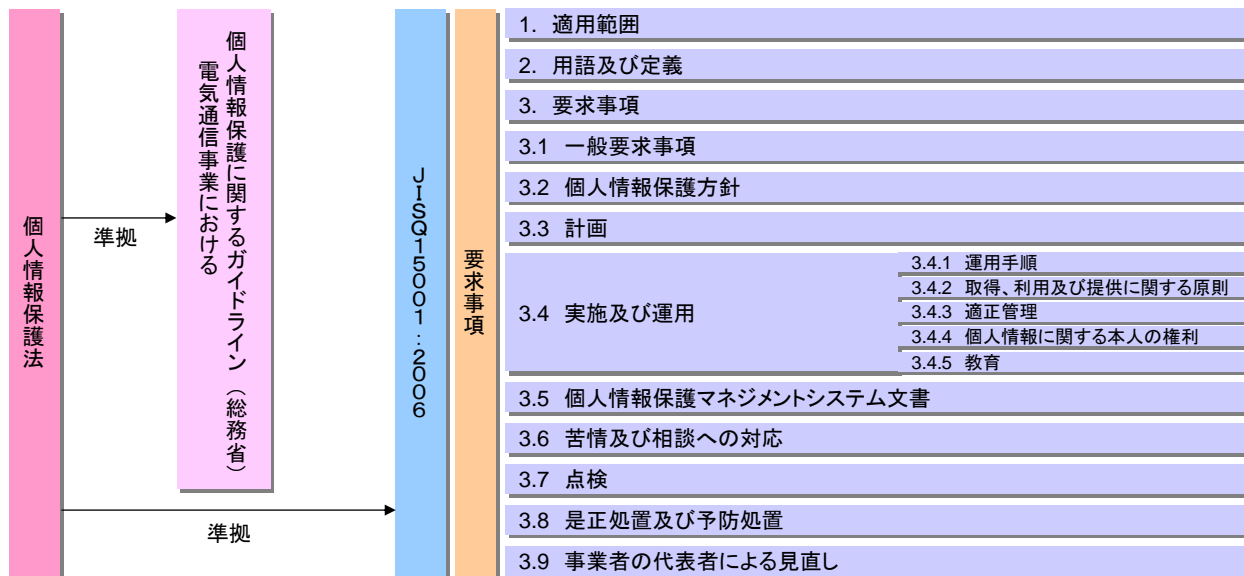 個人情報保護法
準拠
電気通信事業における
個人情報保護に関するガイドライン（総務省）
準拠
JISQ15001：2006
要求事項
1. 適用範囲
2. 用語及び定義
3. 要求事項
3.1 一般要求事項
3.2 個人情報保護方針
3.3 計画
3.4 実施及び運用
3.4.1 運用手順
3.4.2 取得、利用及び提供に関する原則
3.4.3 適正管理
3.4.4 個人情報に関する本人の権利
3.4.5 教育
3.5 個人情報保護マネジメントシステム文書
3.6 苦情及び相談への対応
3.7 点検
3.8 是正処置及び予防処置
3.9 事業者の代表者による見直し